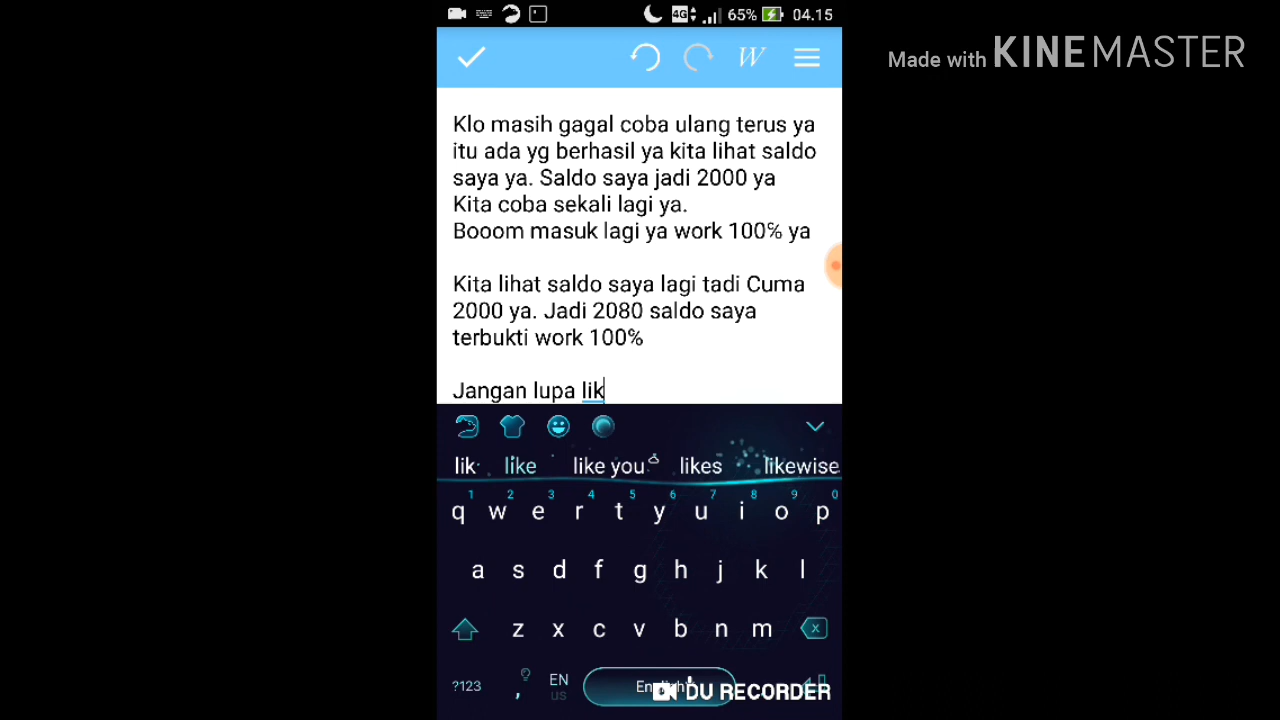 65% 04.15
Made with KINEMASTER
W
Klo masih gagal coba ulang terus ya
itu ada yg berhasil ya kita lihat saldo
saya ya. Saldo saya jadi 2000 ya
Kita coba sekali lagi ya.
Booom masuk lagi ya work 100% ya
Kita lihat saldo saya lagi tadi Cuma
2000 ya. Jadi 2080 saldo saya
terbukti work 100%
Jangan lupa lik
lik like like you likes likewise
1 2 3 4 5 6 7 8 9 0
q w e r t y u i o p
a s d f g h j k l
z x c v b n m
?123 , EN
US
DU RECORDER